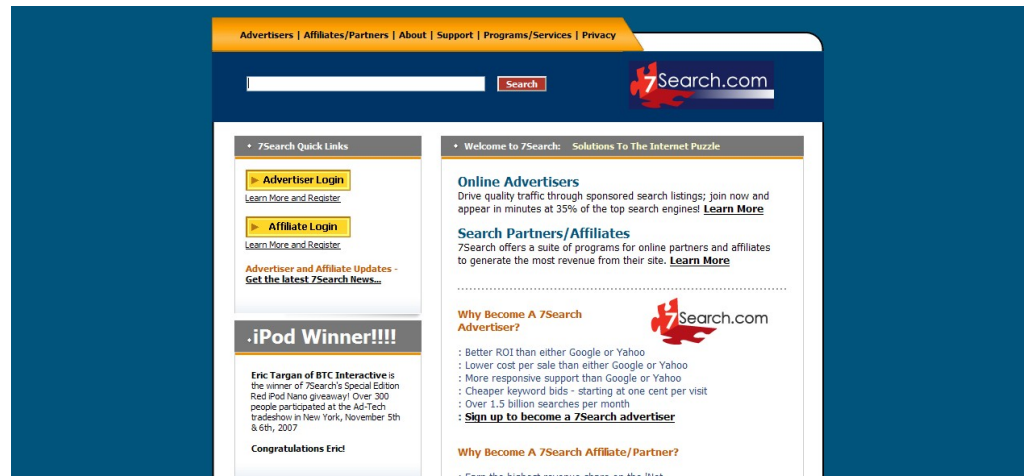 Advertisers | Affiliates/Partners | About | Support | Programs/Services | Privacy
Search
7Search.com
• 7Search Quick Links
Advertiser Login
Learn More and Register
Affiliate Login
Learn More and Register
Advertiser and Affiliate Updates -
Get the latest 7Search News...
·iPod Winner!!!!
Eric Targan of BTC Interactive is
the winner of 7Search's Special Edition
Red iPod Nano giveaway! Over 300
people participated at the Ad-Tech
tradeshow in New York, November 5th
& 6th, 2007
Congratulations Eric!
• Welcome to 7Search: Solutions To The Internet Puzzle
Online Advertisers
Drive quality traffic through sponsored search listings; join now and
appear in minutes at 35% of the top search engines! Learn More
Search Partners/Affiliates
7Search offers a suite of programs for online partners and affiliates
to generate the most revenue from their site. Learn More
Why Become A 7Search
Advertiser?
7Search.com
: Better ROI than either Google or Yahoo
: Lower cost per sale than either Google or Yahoo
: More responsive support than Google or Yahoo
: Cheaper keyword bids - starting at one cent per visit
: Over 1.5 billion searches per month
: Sign up to become a 7Search advertiser
Why Become A 7Search Affiliate/Partner?
: Earn the highest revenue share on the 'Net